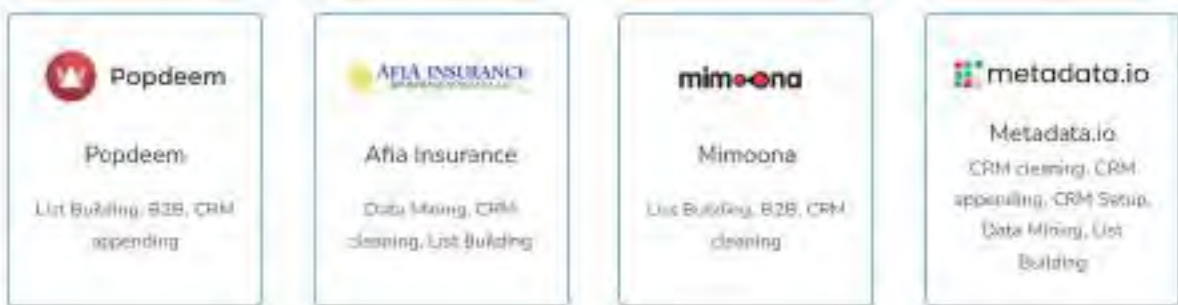 Popdeem
Popdeem
List Building, B2B, CRM
appending
AFIA INSURANCE
Afia Insurance
Data Mining, CRM
cleaning, List Building
mimoona
Mimoona
List Building, B2B, CRM
cleaning
metadata.io
Metadata.io
CRM cleaning, CRM
appending, CRM Setup,
Data Mining, List
Building